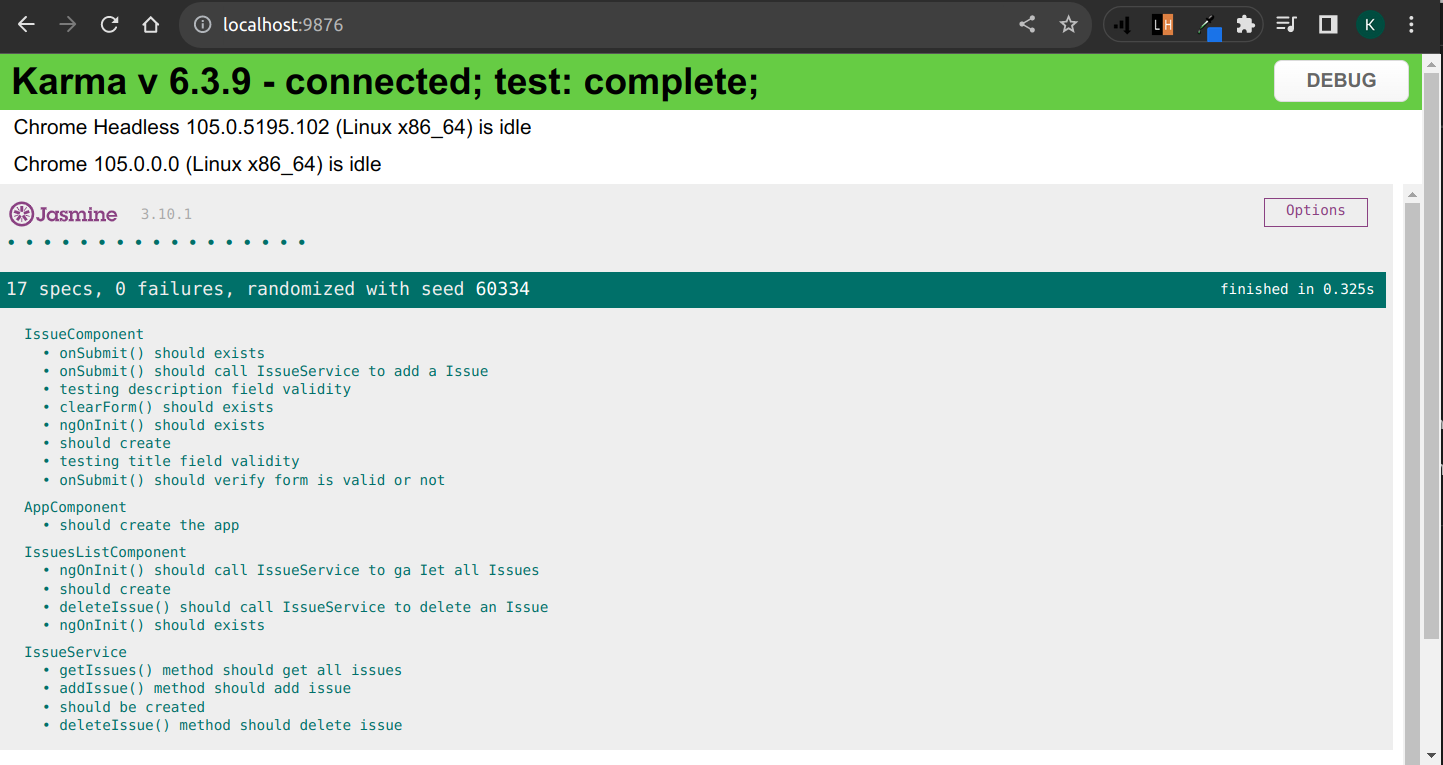 localhost:9876
LH
K
Karma v 6.3.9 - connected; test: complete;
DEBUG
Chrome Headless 105.0.5195.102 (Linux x86_64) is idle
Chrome 105.0.0.0 (Linux x86_64) is idle
Jasmine 3.10.1
Options
17 specs, 0 failures, randomized with seed 60334
finished in 0.325s
IssueComponent
• onSubmit() should exists
• onSubmit() should call IssueService to add a Issue
• testing description field validity
• clearForm() should exists
• ngOnInit() should exists
• should create
• testing title field validity
• onSubmit() should verify form is valid or not
AppComponent
• should create the app
IssuesListComponent
• ngOnInit() should call IssueService to ga Iet all Issues
• should create
• deleteIssue() should call IssueService to delete an Issue
• ngOnInit() should exists
IssueService
• getIssues() method should get all issues
• addIssue() method should add issue
• should be created
• deleteIssue() method should delete issue